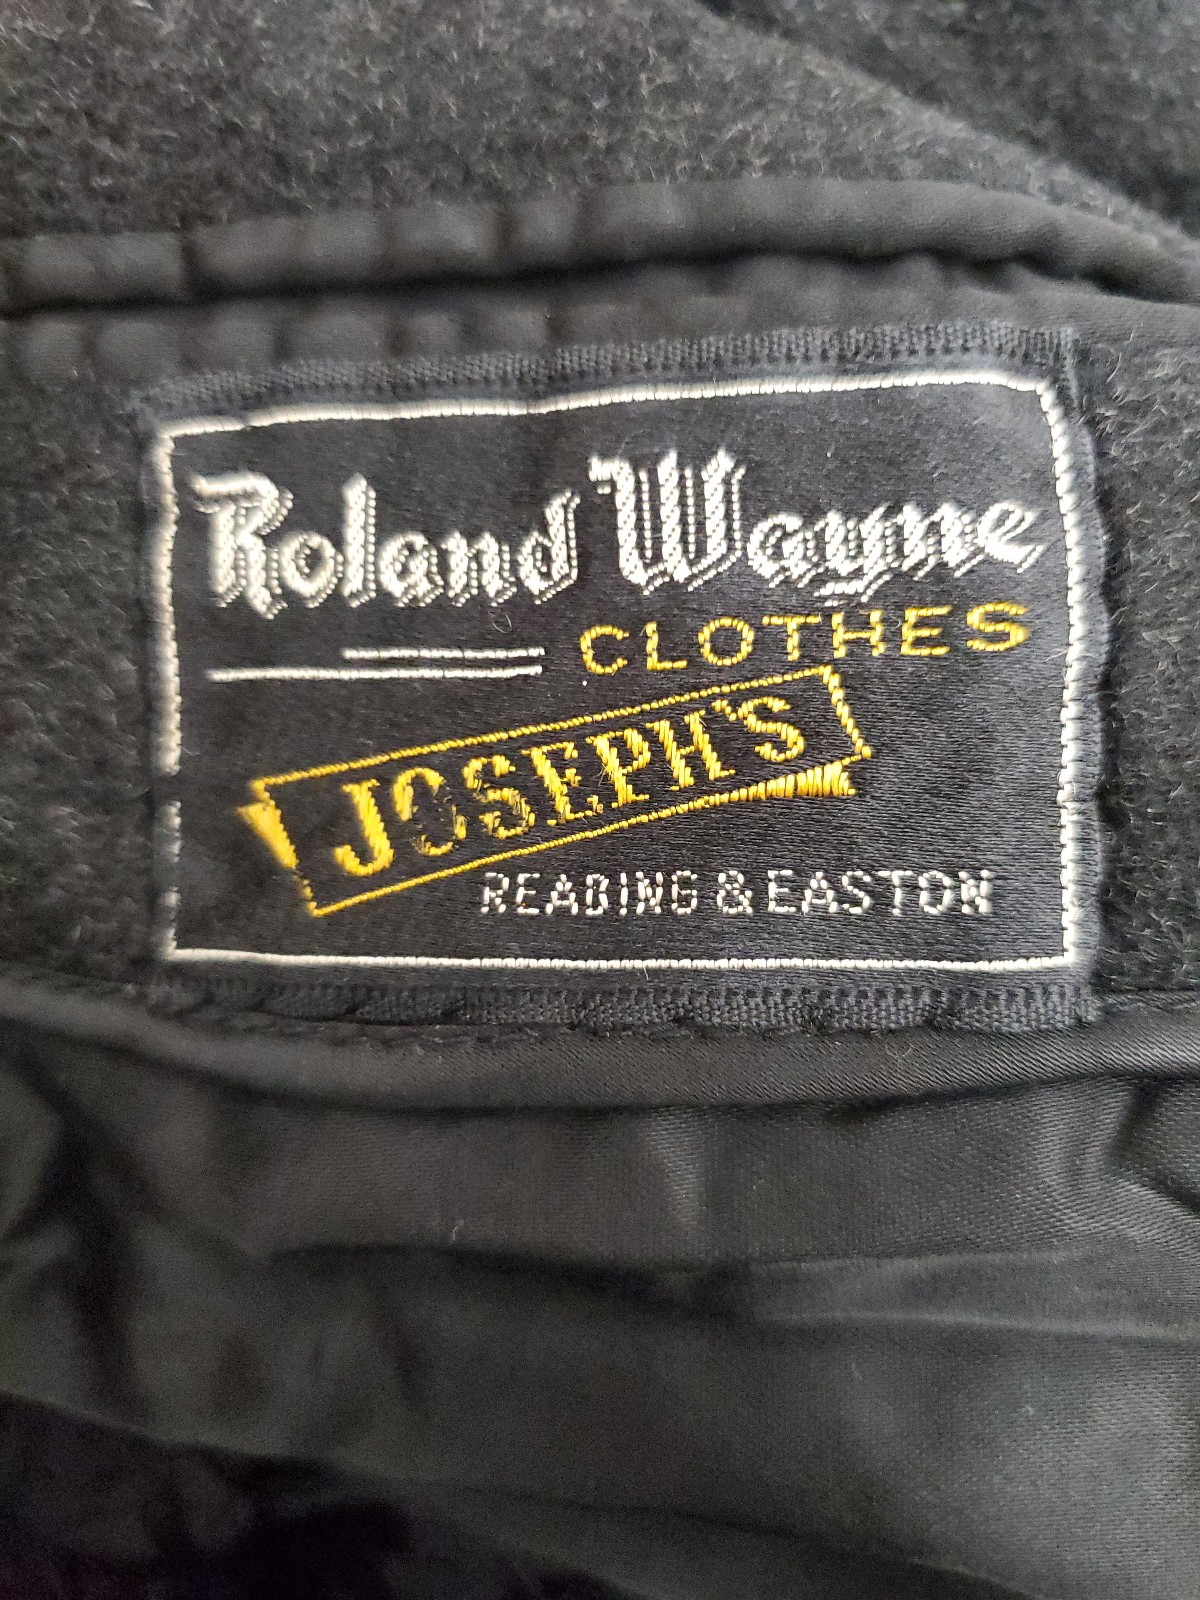 Roland Wayne
CLOTHES
JOSEPH'S
READING & EASTON